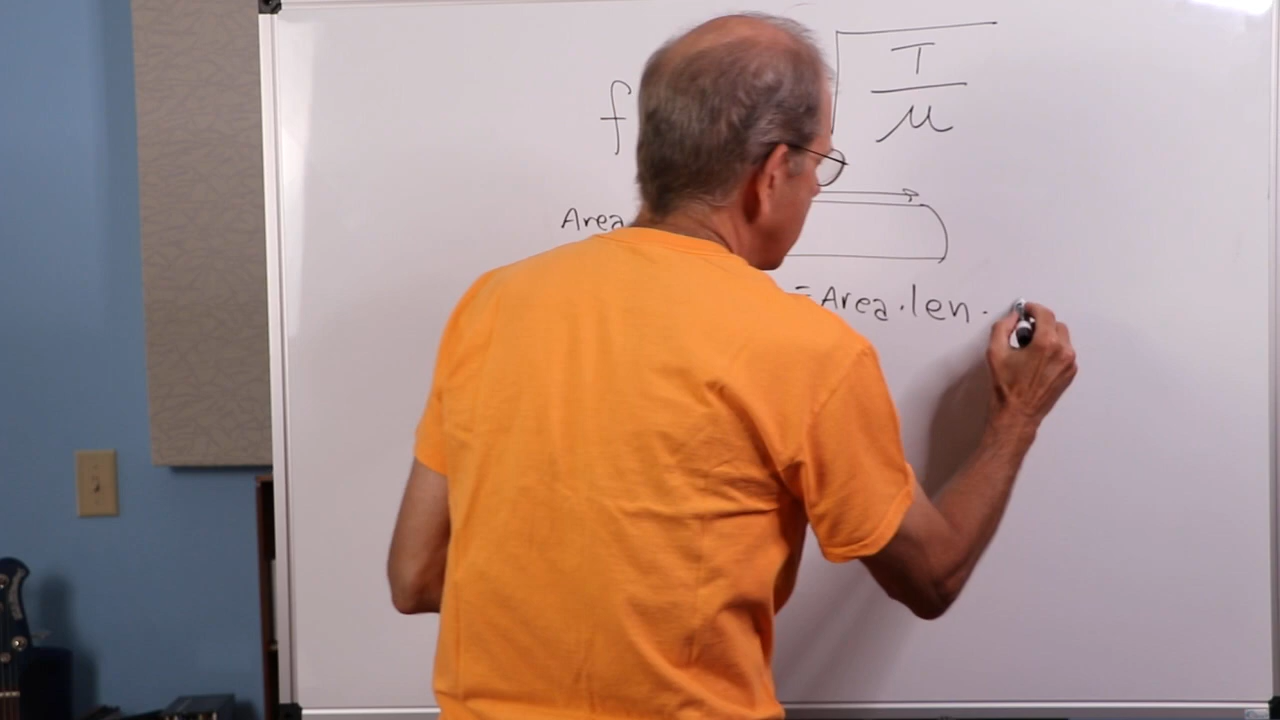 f √ T
μ
Area
=Area·len·